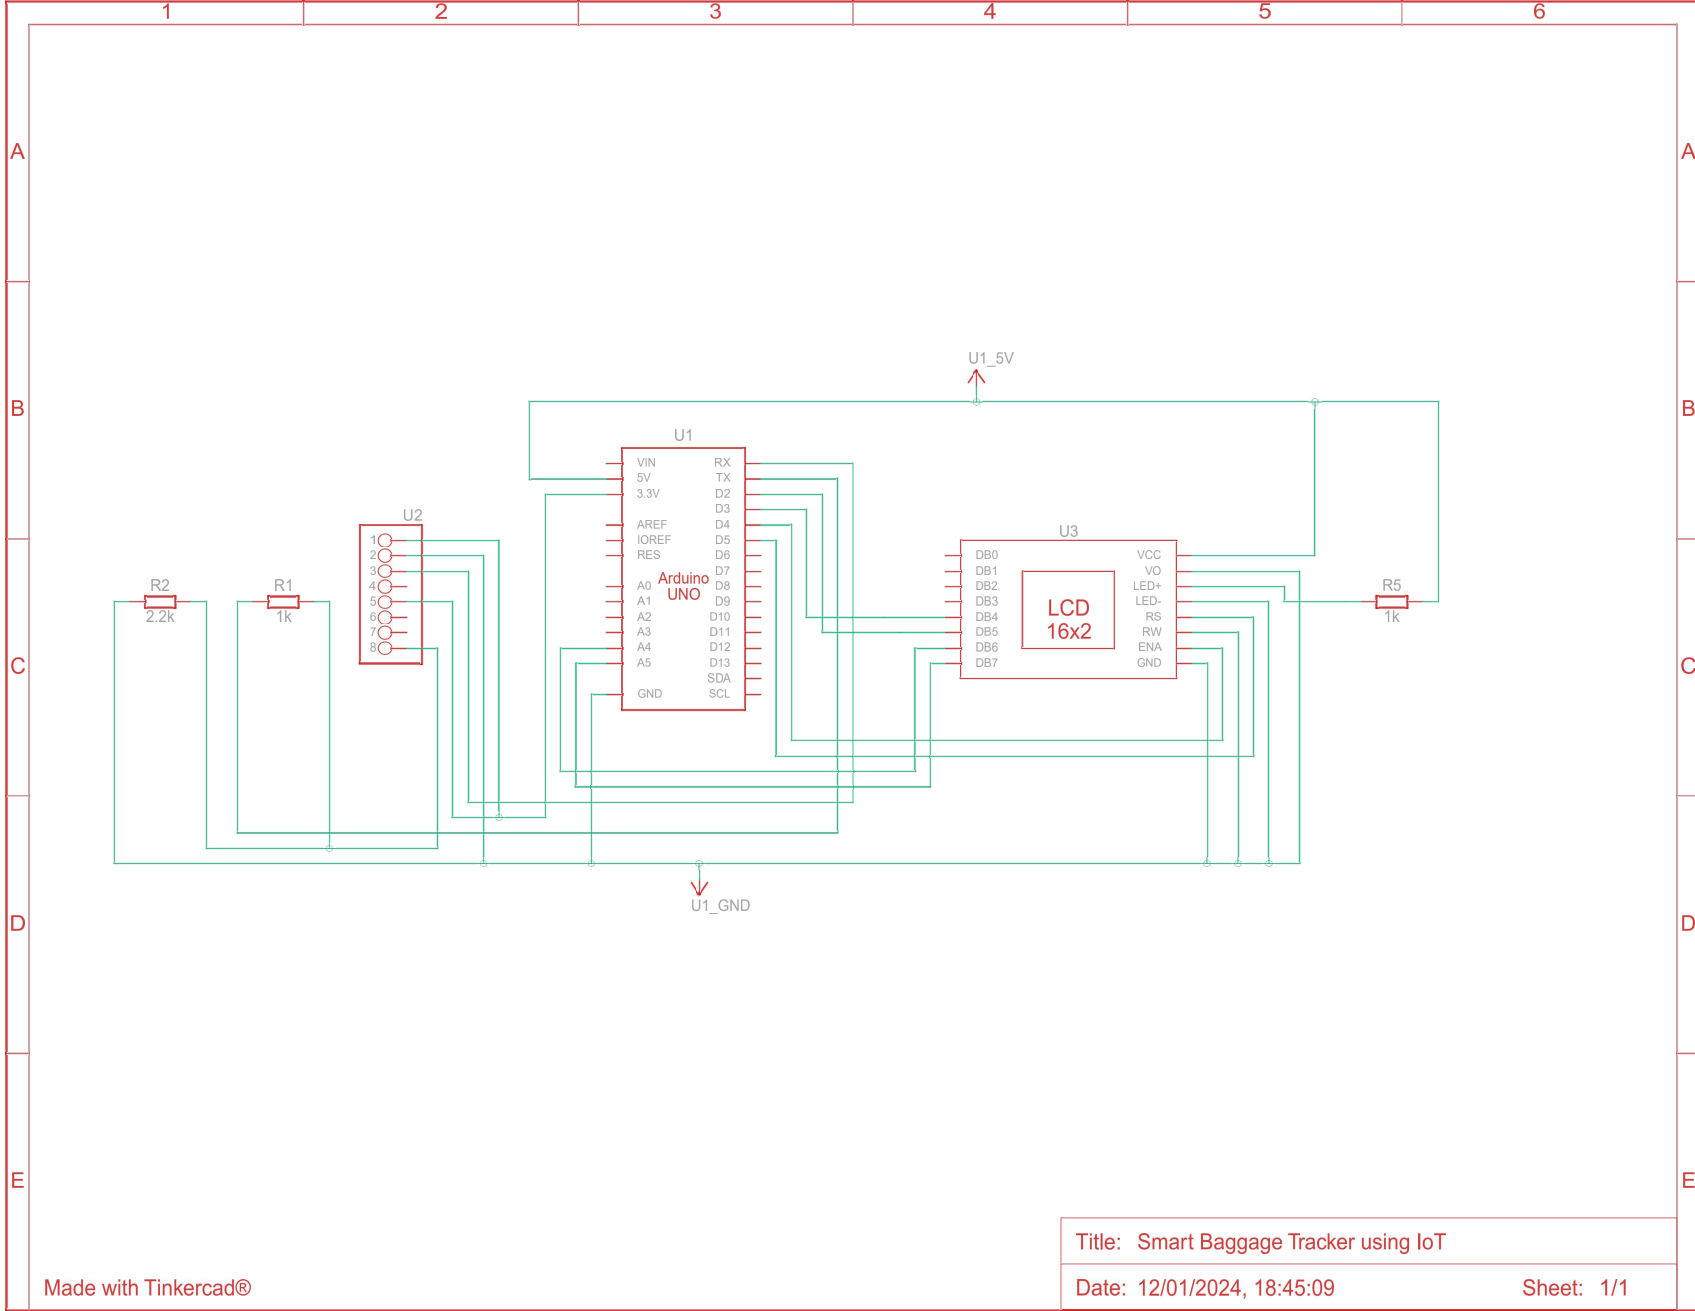 1 2 3 4 5 6
A A
U1_5V
B B
U1
VIN RX
5V TX
3.3V D2
D3
U2
AREF D4
1 IOREF D5
U3
2 RES D6
DB0 VCC
3 D7
DB1 VO
4 A0 Arduino D8
DB2 LED+
R2 R1 R5
5 A1 UNO D9
DB3 LED-
2.2k 1k 1k
6 A2 D10
DB4 LCD RS
7 A3 D11
DB5 16x2 RW
8 A4 D12
DB6 ENA
A5 D13
DB7 GND
C C
SDA
GND SCL
U1_GND
D D
E E
Title: Smart Baggage Tracker using IoT
Made with Tinkercad®
Date: 12/01/2024, 18:45:09 Sheet: 1/1